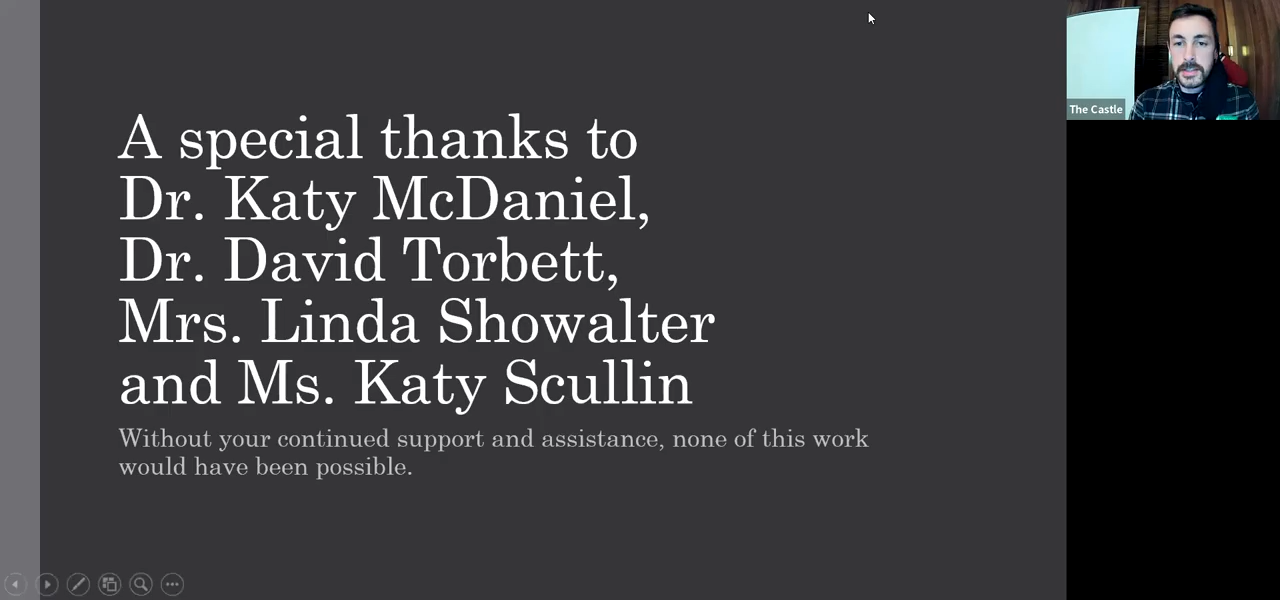 A special thanks to
Dr. Katy McDaniel,
Dr. David Torbett,
Mrs. Linda Showalter
and Ms. Katy Scullin
Without your continued support and assistance, none of this work
would have been possible.
The Castle